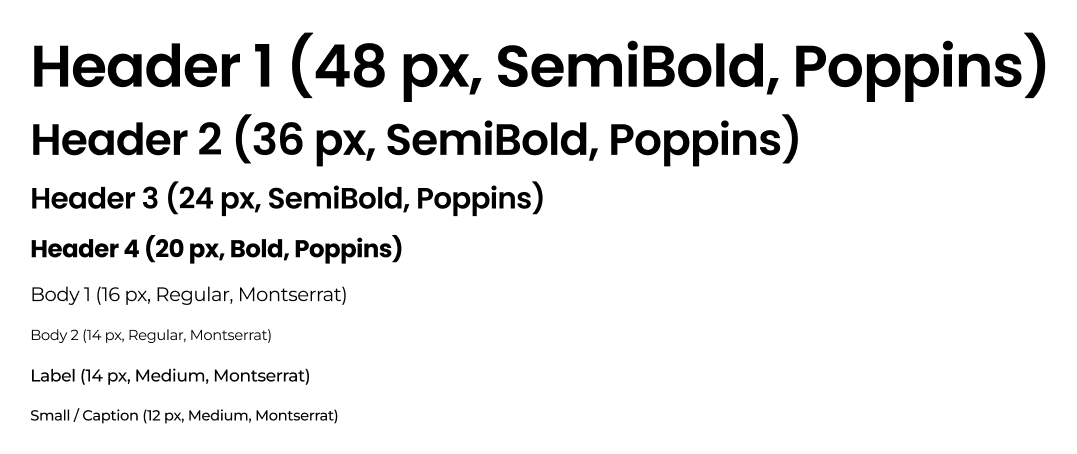 Header 1 (48 px, SemiBold, Poppins)
Header 2 (36 px, SemiBold, Poppins)
Header 3 (24 px, SemiBold, Poppins)
Header 4 (20 px, Bold, Poppins)
Body 1 (16 px, Regular, Montserrat)
Body 2 (14 px, Regular, Montserrat)
Label (14 px, Medium, Montserrat)
Small / Caption (12 px, Medium, Montserrat)